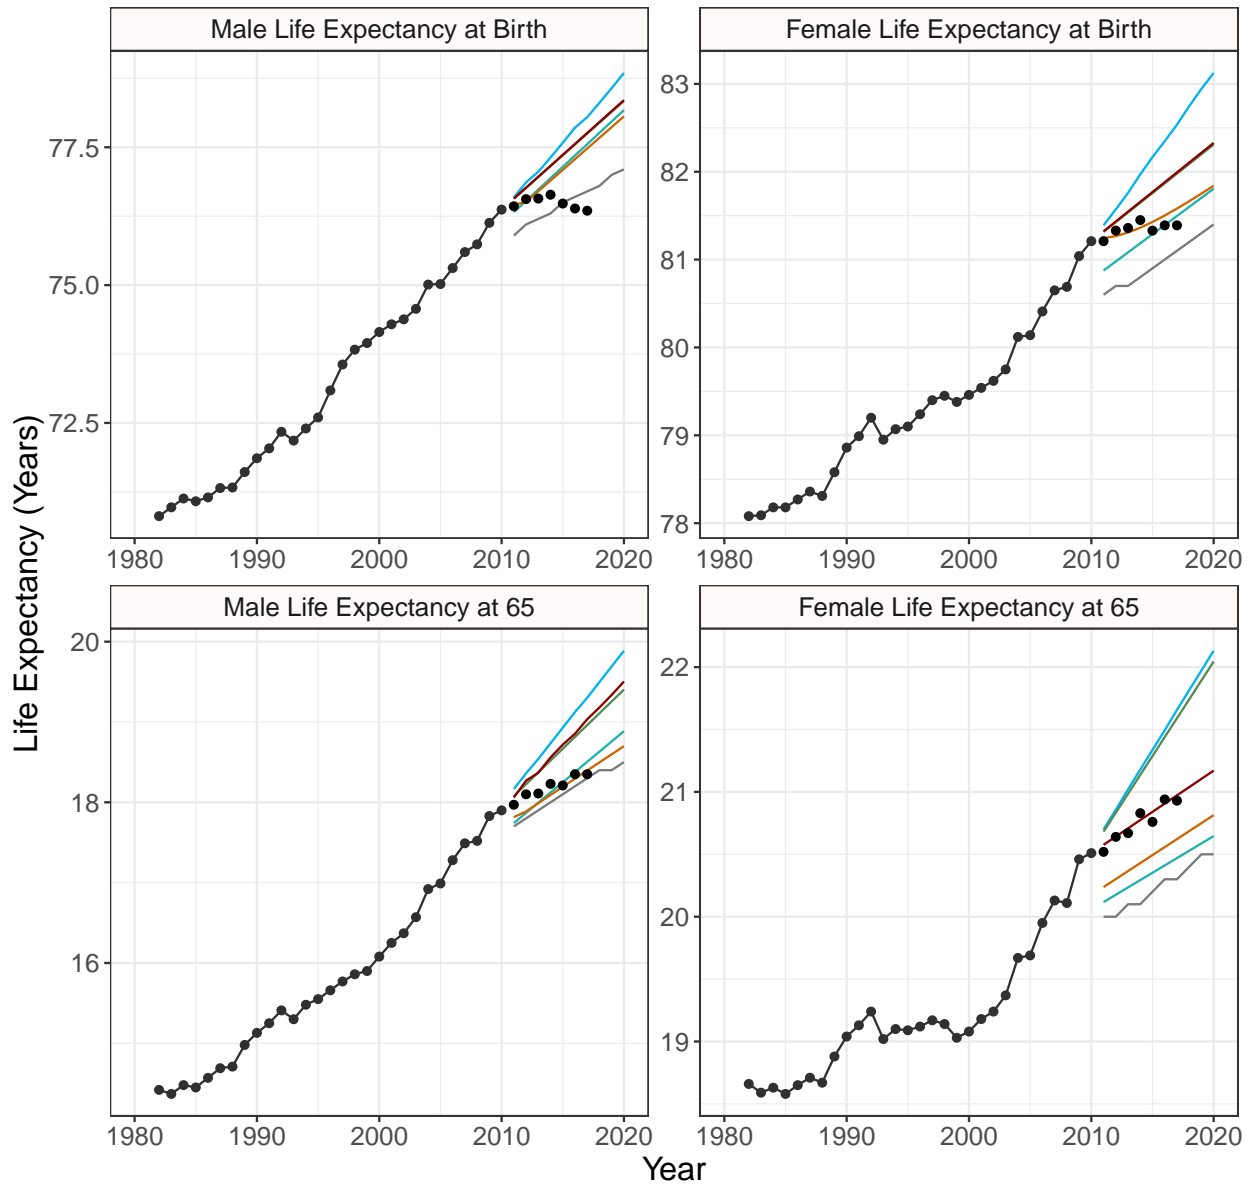 Male Life Expectancy at Birth
Female Life Expectancy at Birth
77.5
75.0
72.5
83
82
81
80
79
78
1980 1990 2000 2010 2020
1980 1990 2000 2010 2020
Male Life Expectancy at 65
Female Life Expectancy at 65
20
18
16
22
21
20
19
1980 1990 2000 2010 2020
1980 1990 2000 2010 2020
Life Expectancy (Years)
Year